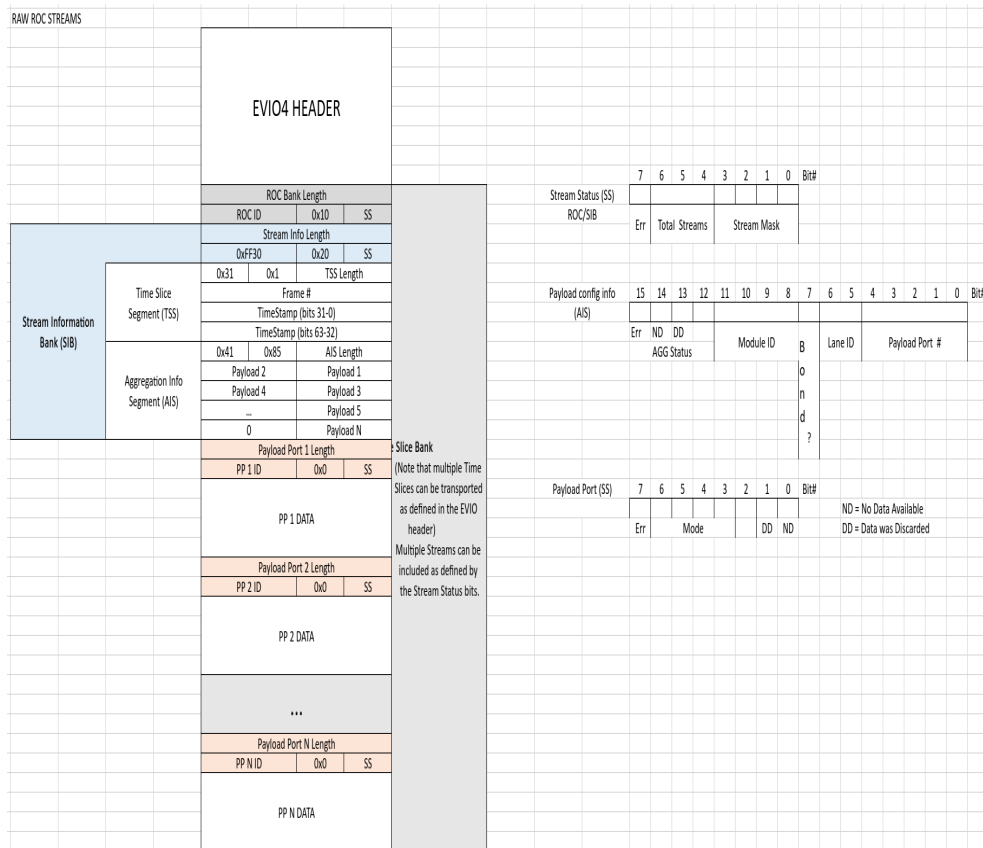 RAW ROC STREAMS
EVIO4 HEADER
ROC Bank Length
ROC ID 0x10 SS
Stream Info Length
0xFF30 0x20 SS
0x31 0x1 TSS Length
Frame #
TimeStamp (bits 31-0)
TimeStamp (bits 63-32)
0x41 0x85 AIS Length
Payload 2 Payload 1
Payload 4 Payload 3
... Payload 5
0 Payload N
Payload Port 1 Length
PP 1 ID 0x0 SS
PP 1 DATA
Payload Port 2 Length
PP 2 ID 0x0 SS
PP 2 DATA
...
Payload Port N Length
PP N ID 0x0 SS
PP N DATA
Stream Information
Bank (SIB)
Time Slice
Segment (TSS)
Aggregation Info
Segment (AIS)
Slice Bank
(Note that multiple Time
Slices can be transported
as defined in the EVIO
header)
Multiple Streams can be
included as defined by
the Stream Status bits.
7 6 5 4 3 2 1 0 Bit#
Stream Status (SS)
ROC/SIB
Err Total Streams Stream Mask
Payload config info
(AIS)
15 14 13 12 11 10 9 8 7 6 5 4 3 2 1 0 Bit#
Err ND DD
AGG Status
Module ID
Bond?
Lane ID
Payload Port #
Payload Port (SS)
7 6 5 4 3 2 1 0 Bit#
Err Mode DD ND
ND = No Data Available
DD = Data was Discarded